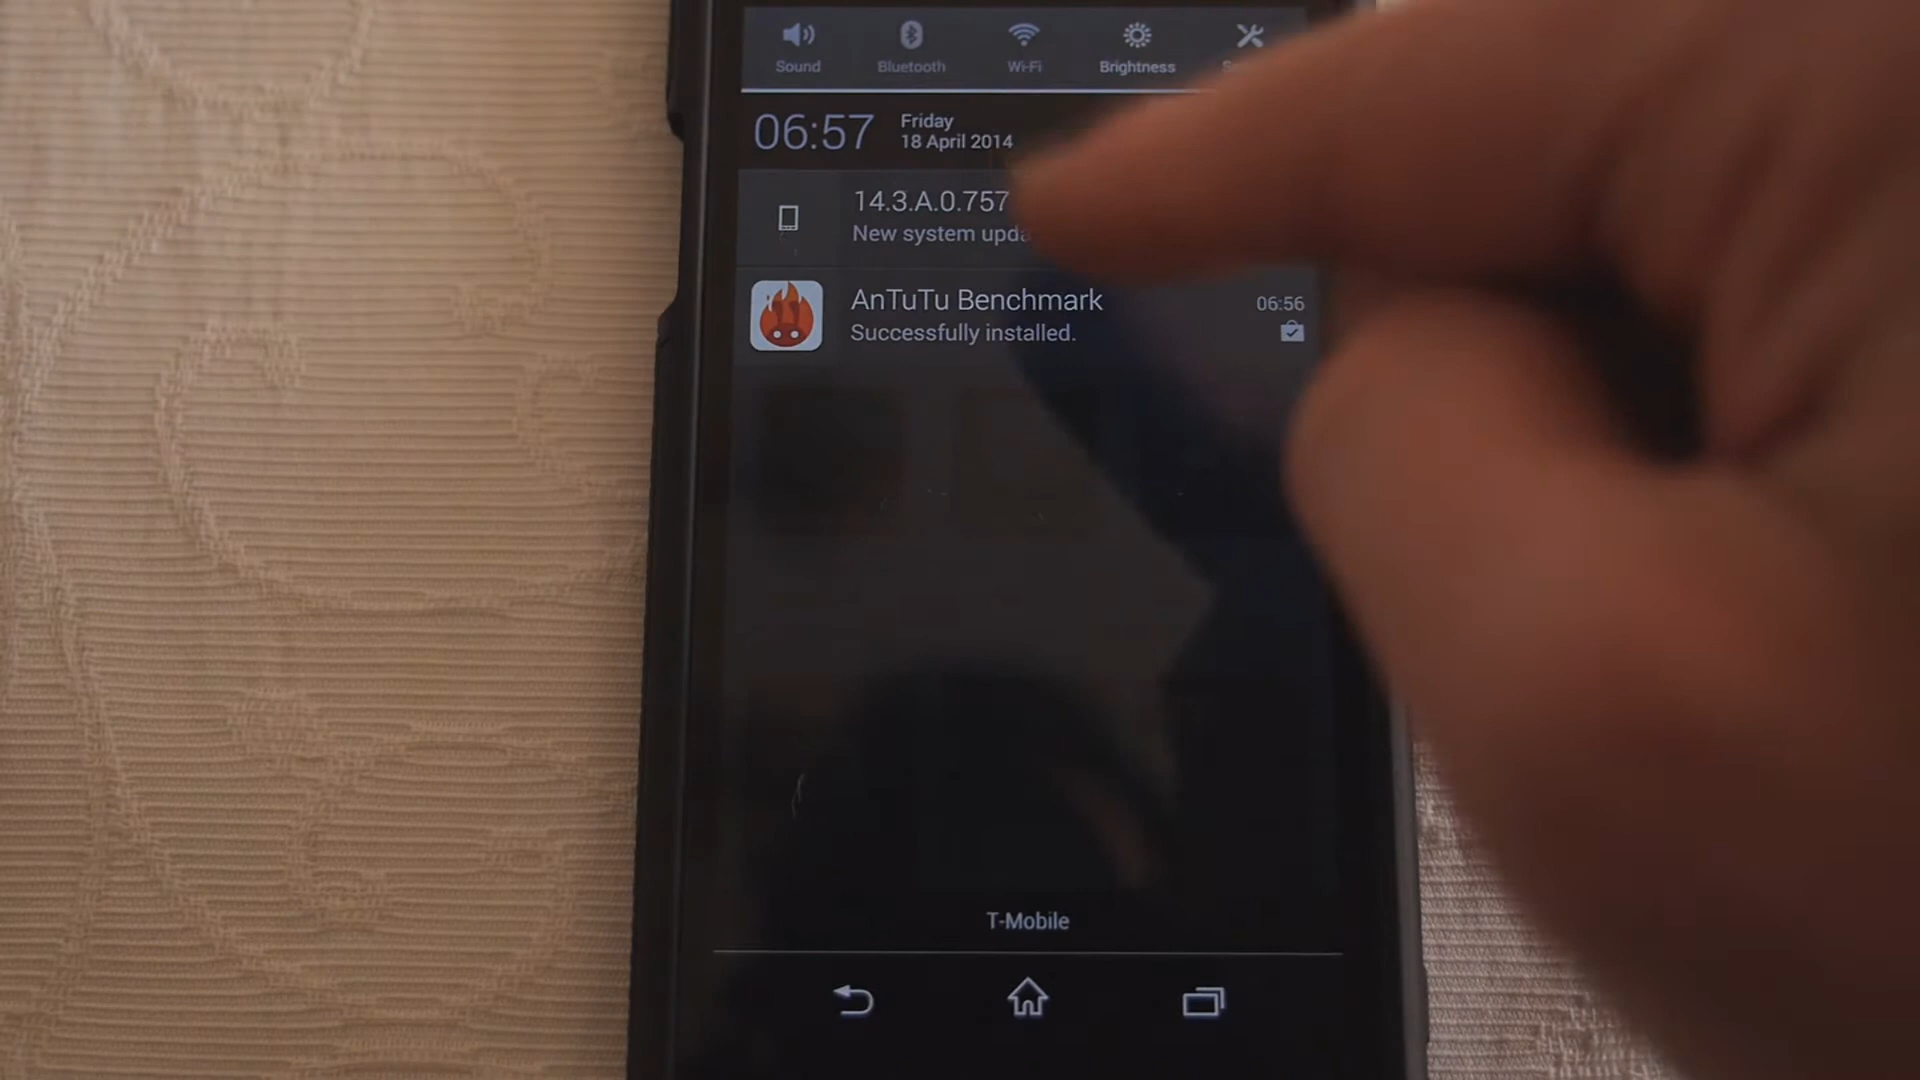 Sound Bluetooth Wi-Fi Brightness
06:57 Friday
18 April 2014
14.3.A.0.757
New system
AnTuTu Benchmark 06:56
Successfully installed.
T-Mobile